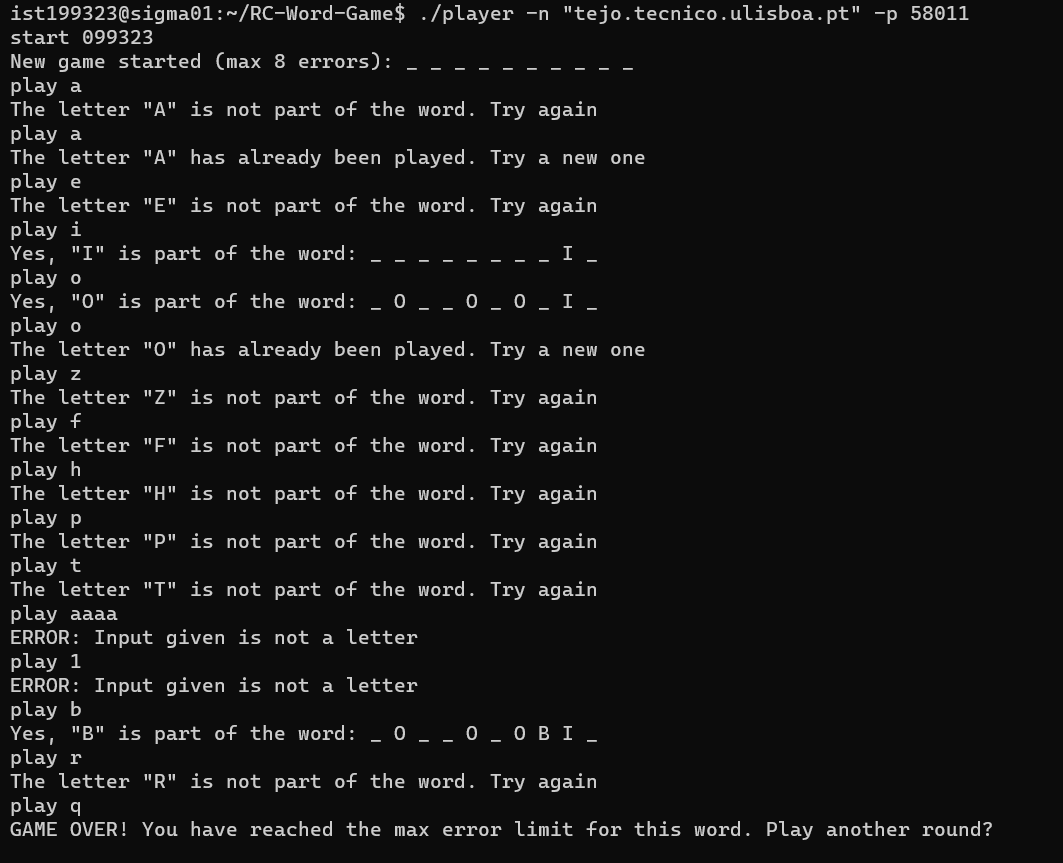 ist199323@sigma01:~/RC-Word-Game$ ./player -n "tejo.tecnico.ulisboa.pt" -p 58011
start 099323
New game started (max 8 errors): _ _ _ _ _ _ _ _ _ _
play a
The letter "A" is not part of the word. Try again
play a
The letter "A" has already been played. Try a new one
play e
The letter "E" is not part of the word. Try again
play i
Yes, "I" is part of the word: _ _ _ _ _ _ _ _ I _
play o
Yes, "O" is part of the word: _ O _ _ O _ O _ I _
play o
The letter "O" has already been played. Try a new one
play z
The letter "Z" is not part of the word. Try again
play f
The letter "F" is not part of the word. Try again
play h
The letter "H" is not part of the word. Try again
play p
The letter "P" is not part of the word. Try again
play t
The letter "T" is not part of the word. Try again
play aaaa
ERROR: Input given is not a letter
play 1
ERROR: Input given is not a letter
play b
Yes, "B" is part of the word: _ O _ _ O _ O B I _
play r
The letter "R" is not part of the word. Try again
play q
GAME OVER! You have reached the max error limit for this word. Play another round?